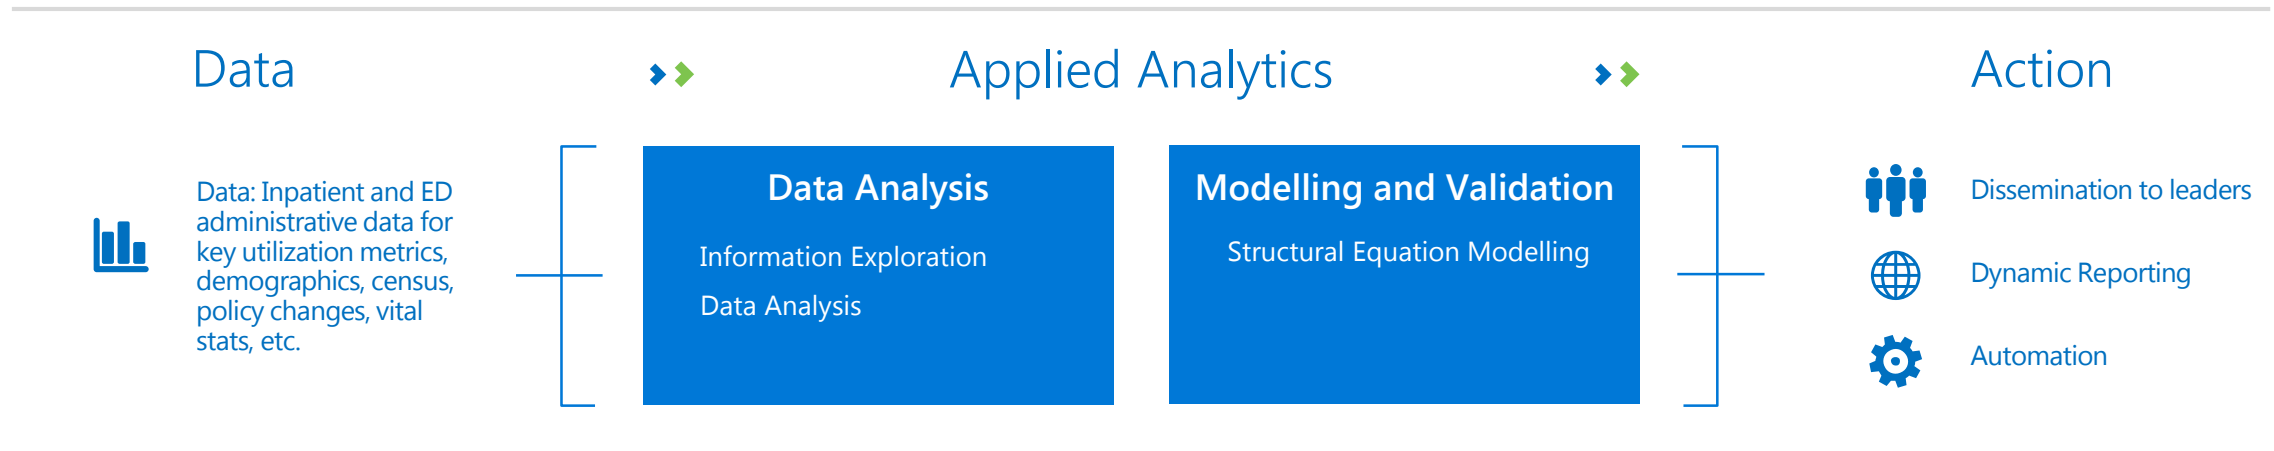 Data
Applied Analytics
Action
Data: Inpatient and ED
administrative data for
key utilization metrics,
demographics, census,
policy changes, vital
stats, etc.
Data Analysis
Information Exploration
Data Analysis
Modelling and Validation
Structural Equation Modelling
Dissemination to leaders
Dynamic Reporting
Automation